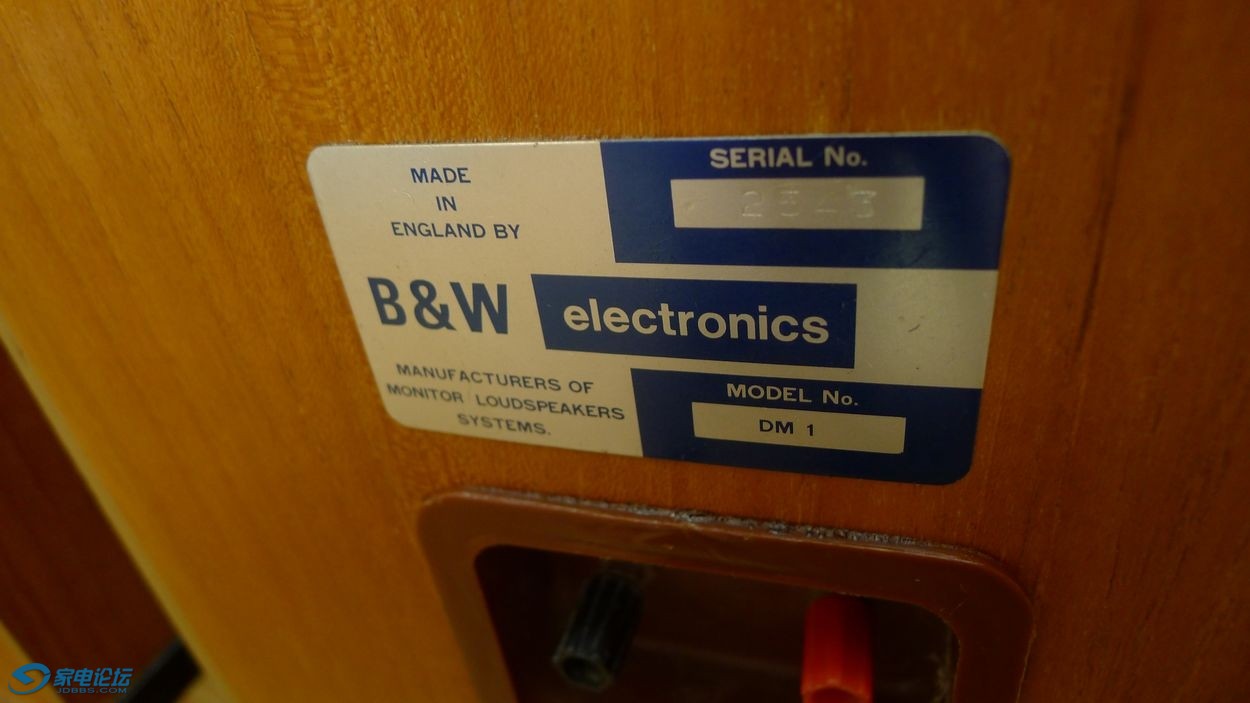 MADE
IN
ENGLAND BY
SERIAL No.
B&W electronics
MANUFACTURERS OF
MONITOR LOUDSPEAKERS
SYSTEMS.
MODEL No.
DM 1
家电论坛
JDBBS.COM